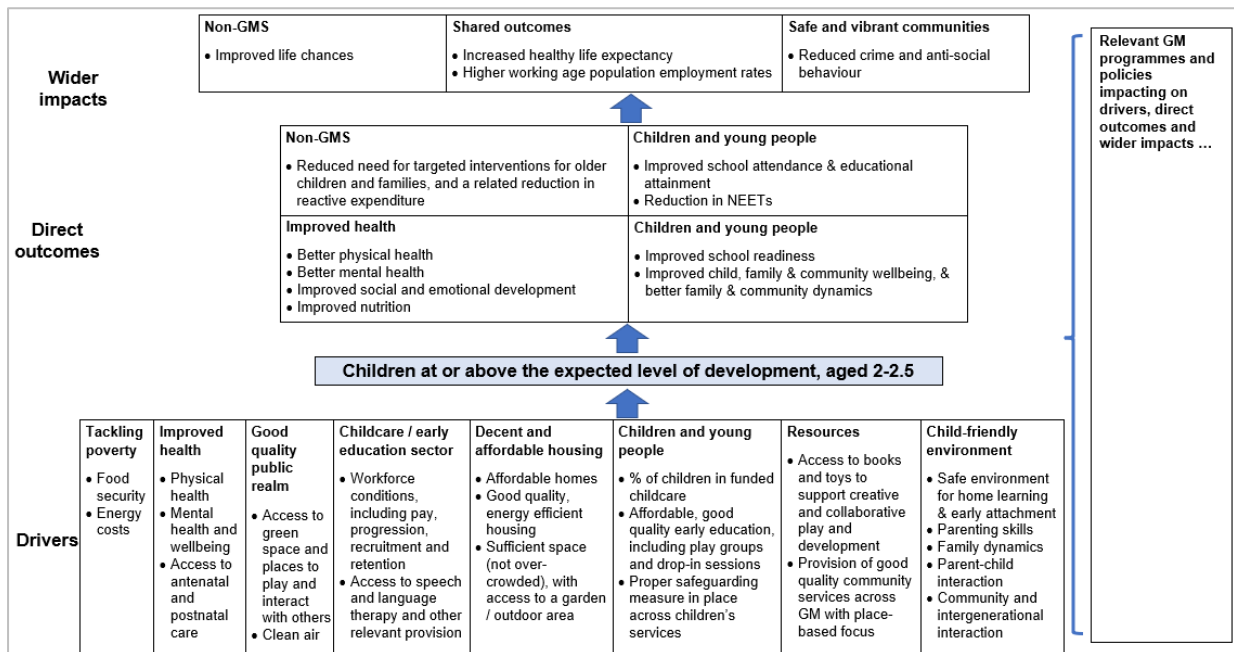 Wider
impacts
Non-GMS
• Improved life chances
Shared outcomes
• Increased healthy life expectancy
• Higher working age population employment rates
Safe and vibrant communities
• Reduced crime and anti-social
behaviour
Relevant GM
programmes and
policies
impacting on
drivers, direct
outcomes and
wider impacts ...
Direct
outcomes
Non-GMS
• Reduced need for targeted interventions for older
children and families, and a related reduction in
reactive expenditure
Children and young people
• Improved school attendance & educational
attainment
• Reduction in NEETs
Improved health
• Better physical health
• Better mental health
• Improved social and emotional development
• Improved nutrition
Children and young people
• Improved school readiness
• Improved child, family & community wellbeing, &
better family & community dynamics
Children at or above the expected level of development, aged 2-2.5
Drivers
Tackling
poverty
• Food
security
• Energy
costs
Improved
health
• Physical
health
• Mental
health and
wellbeing
• Access to
antenatal
and
postnatal
care
Good
quality
public
realm
• Access to
green
space and
places to
play and
interact
with others
• Clean air
Childcare / early
education sector
• Workforce
conditions,
including pay,
progression,
recruitment and
retention
• Access to speech
and language
therapy and other
relevant provision
Decent and
affordable housing
• Affordable homes
• Good quality,
energy efficient
housing
• Sufficient space
(not over-
crowded), with
access to a garden
/ outdoor area
Children and young
people
• % of children in funded
childcare
• Affordable, good
quality early education,
including play groups
and drop-in sessions
• Proper safeguarding
measure in place
across children's
services
Resources
• Access to books
and toys to
support creative
and collaborative
play and
development
• Provision of good
quality community
services across
GM with place-
based focus
Child-friendly
environment
• Safe environment
for home learning
& early attachment
• Parenting skills
• Family dynamics
• Parent-child
interaction
• Community and
intergenerational
interaction